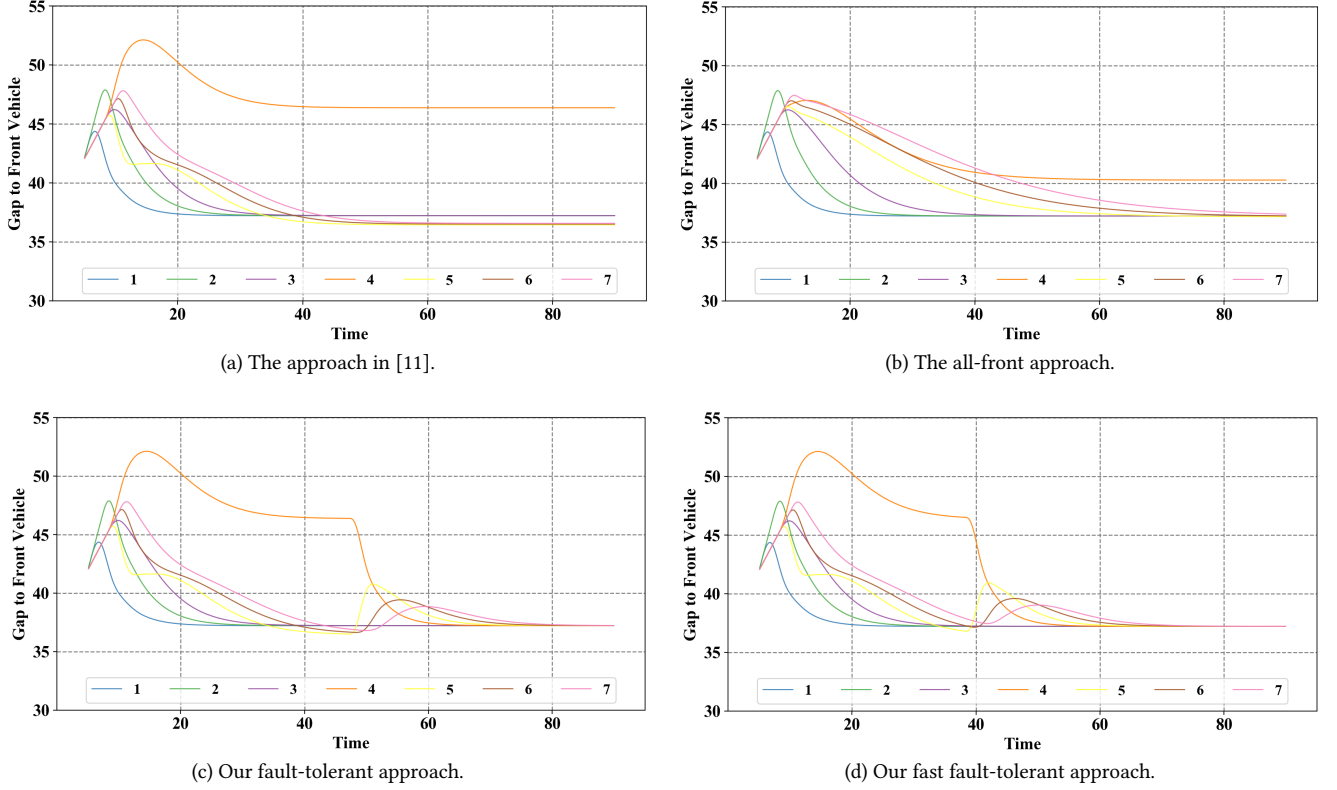 55
50
45
40
35
30
Gap to Front Vehicle
1 2 3 4 5 6 7
20 40 60 80
Time
(a) The approach in [11].
55
50
45
40
35
30
Gap to Front Vehicle
1 2 3 4 5 6 7
20 40 60 80
Time
(b) The all-front approach.
55
50
45
40
35
30
Gap to Front Vehicle
1 2 3 4 5 6 7
20 40 60 80
Time
(c) Our fault-tolerant approach.
55
50
45
40
35
30
Gap to Front Vehicle
1 2 3 4 5 6 7
20 40 60 80
Time
(d) Our fast fault-tolerant approach.